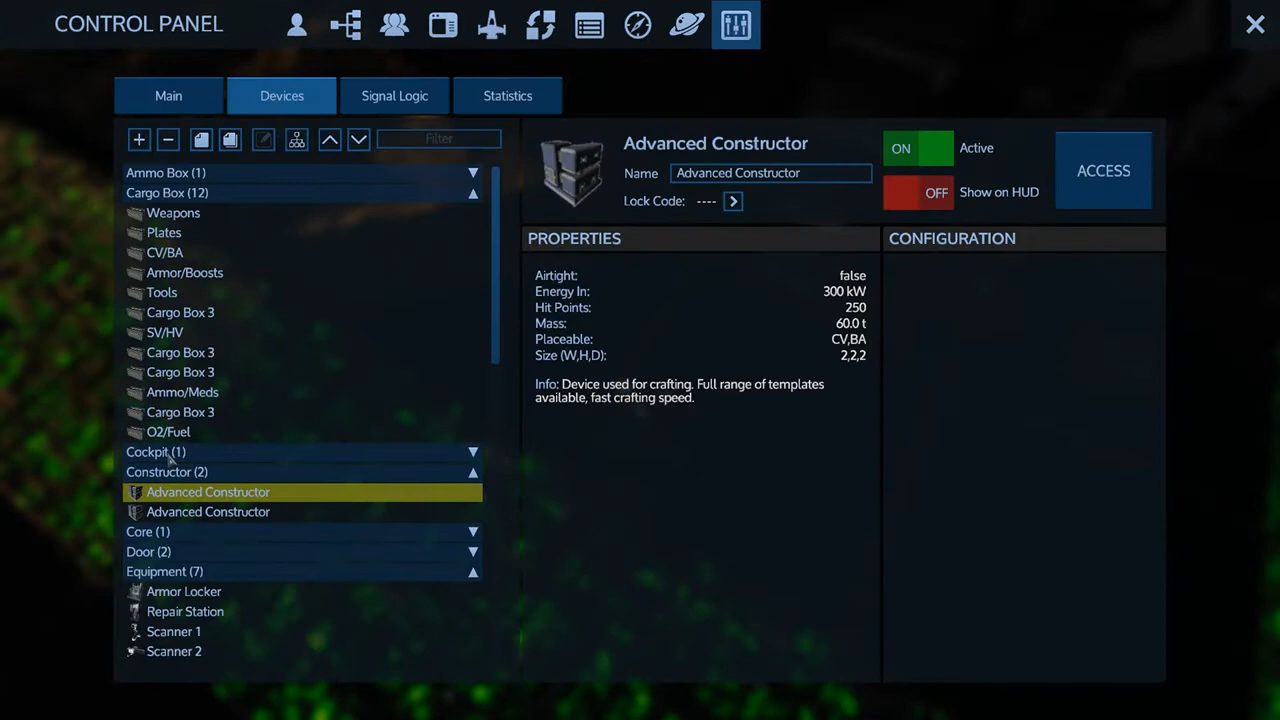 CONTROL PANEL
Main
Devices
Signal Logic
Statistics
Filter
Ammo Box (1)
Cargo Box (12)
Weapons
Plates
CV/BA
Armor/Boosts
Tools
Cargo Box 3
SV/HV
Cargo Box 3
Cargo Box 3
Ammo/Meds
Cargo Box 3
O2/Fuel
Cockpit (1)
Constructor (2)
Advanced Constructor
Advanced Constructor
Core (1)
Door (2)
Equipment (7)
Armor Locker
Repair Station
Scanner 1
Scanner 2
Advanced Constructor
Name Advanced Constructor
Lock Code: ----
ON Active
OFF Show on HUD
ACCESS
PROPERTIES
Airtight: false
Energy In: 300 kW
Hit Points: 250
Mass: 60.0 t
Placeable: CV,BA
Size (W,H,D): 2,2,2
Info: Device used for crafting. Full range of templates
available, fast crafting speed.
CONFIGURATION